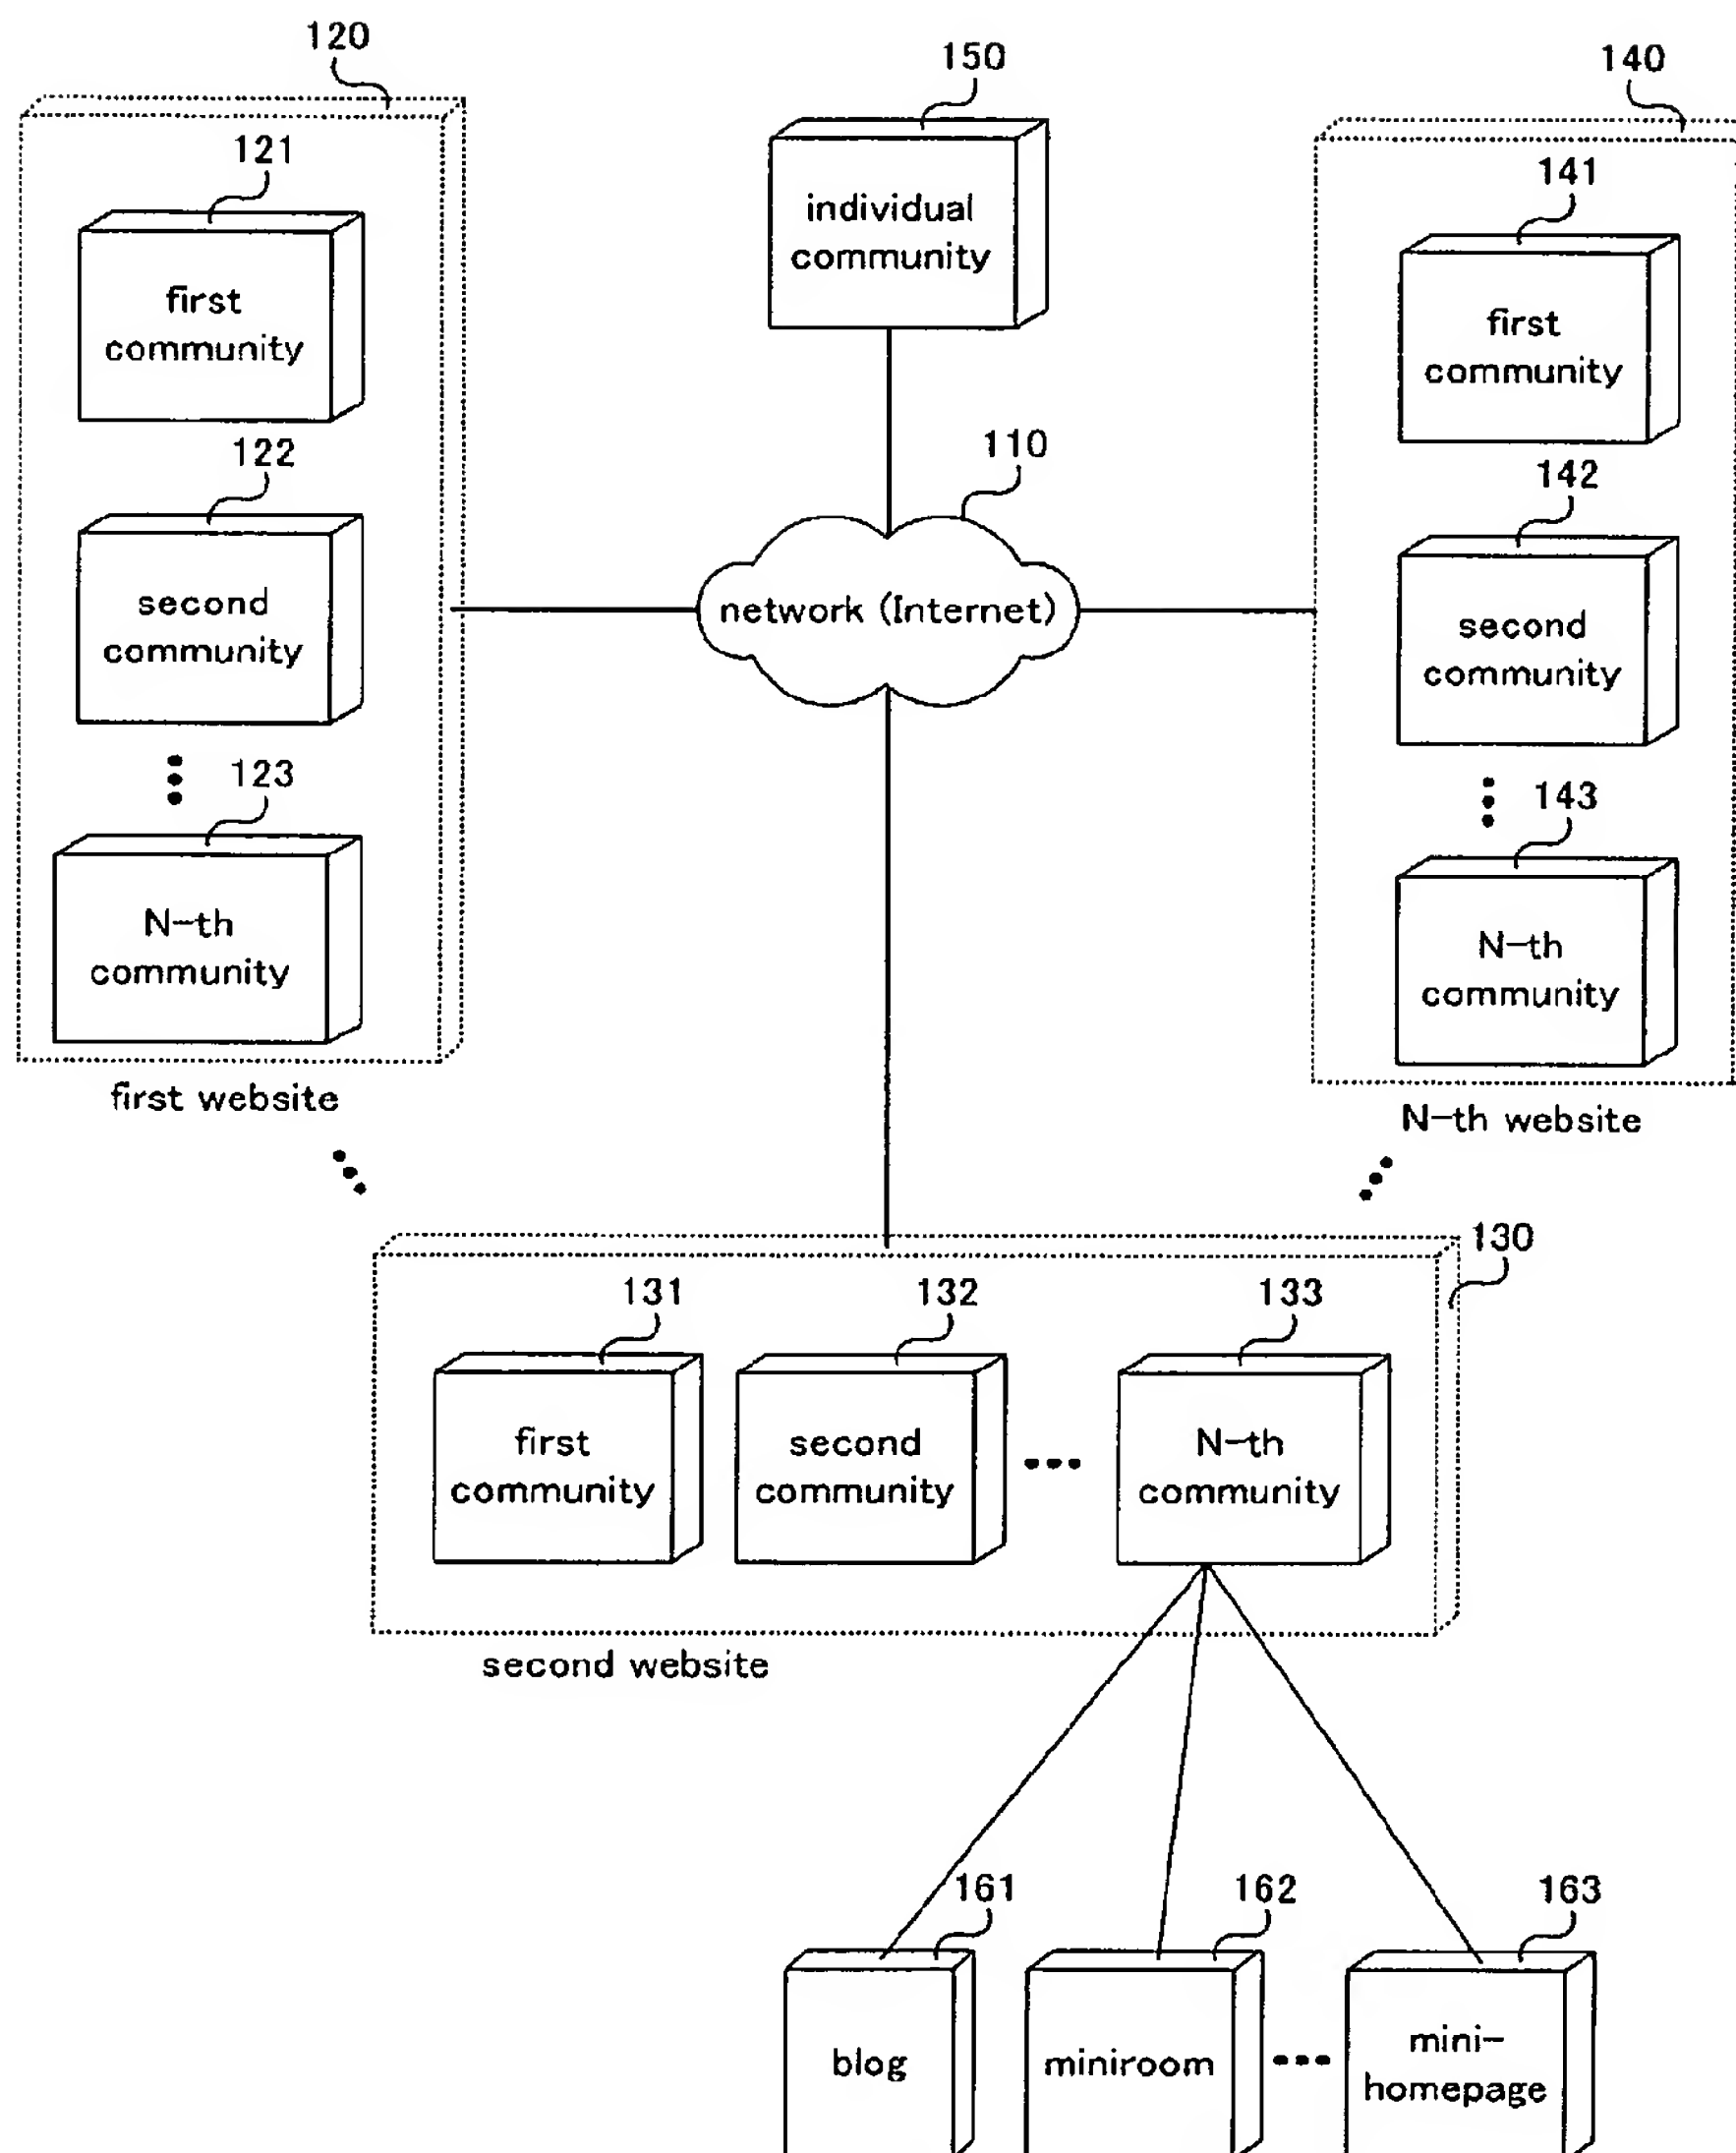 120
150
140
121
first
community
122
second
community
123
N-th
community
first website
individual
community
110
network (Internet)
141
first
community
142
second
community
143
N-th
community
N-th website
130
131
first
community
132
second
community
133
N-th
community
second website
161
blog
162
miniroom
163
mini-
homepage